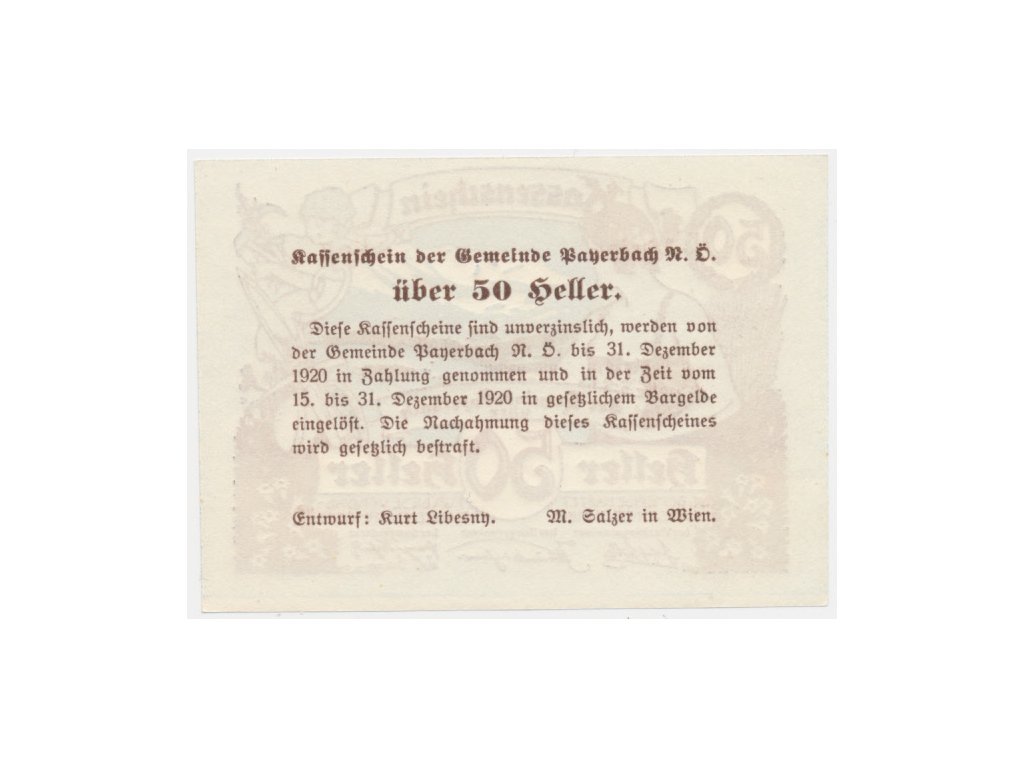 Kassenschein der Gemeinde Payerbach N. Ö.
über 50 Heller.
Diese Kassenscheine sind unverzinslich, werden von
der Gemeinde Payerbach N. Ö. bis 31. Dezember
1920 in Zahlung genommen und in der Zeit vom
15. bis 31. Dezember 1920 in gesetzlichem Bargelde
eingelöst. Die Nachahmung dieses Kassenscheines
wird gesetzlich bestraft.
Entwurf: Kurt Libesny. M. Salzer in Wien.